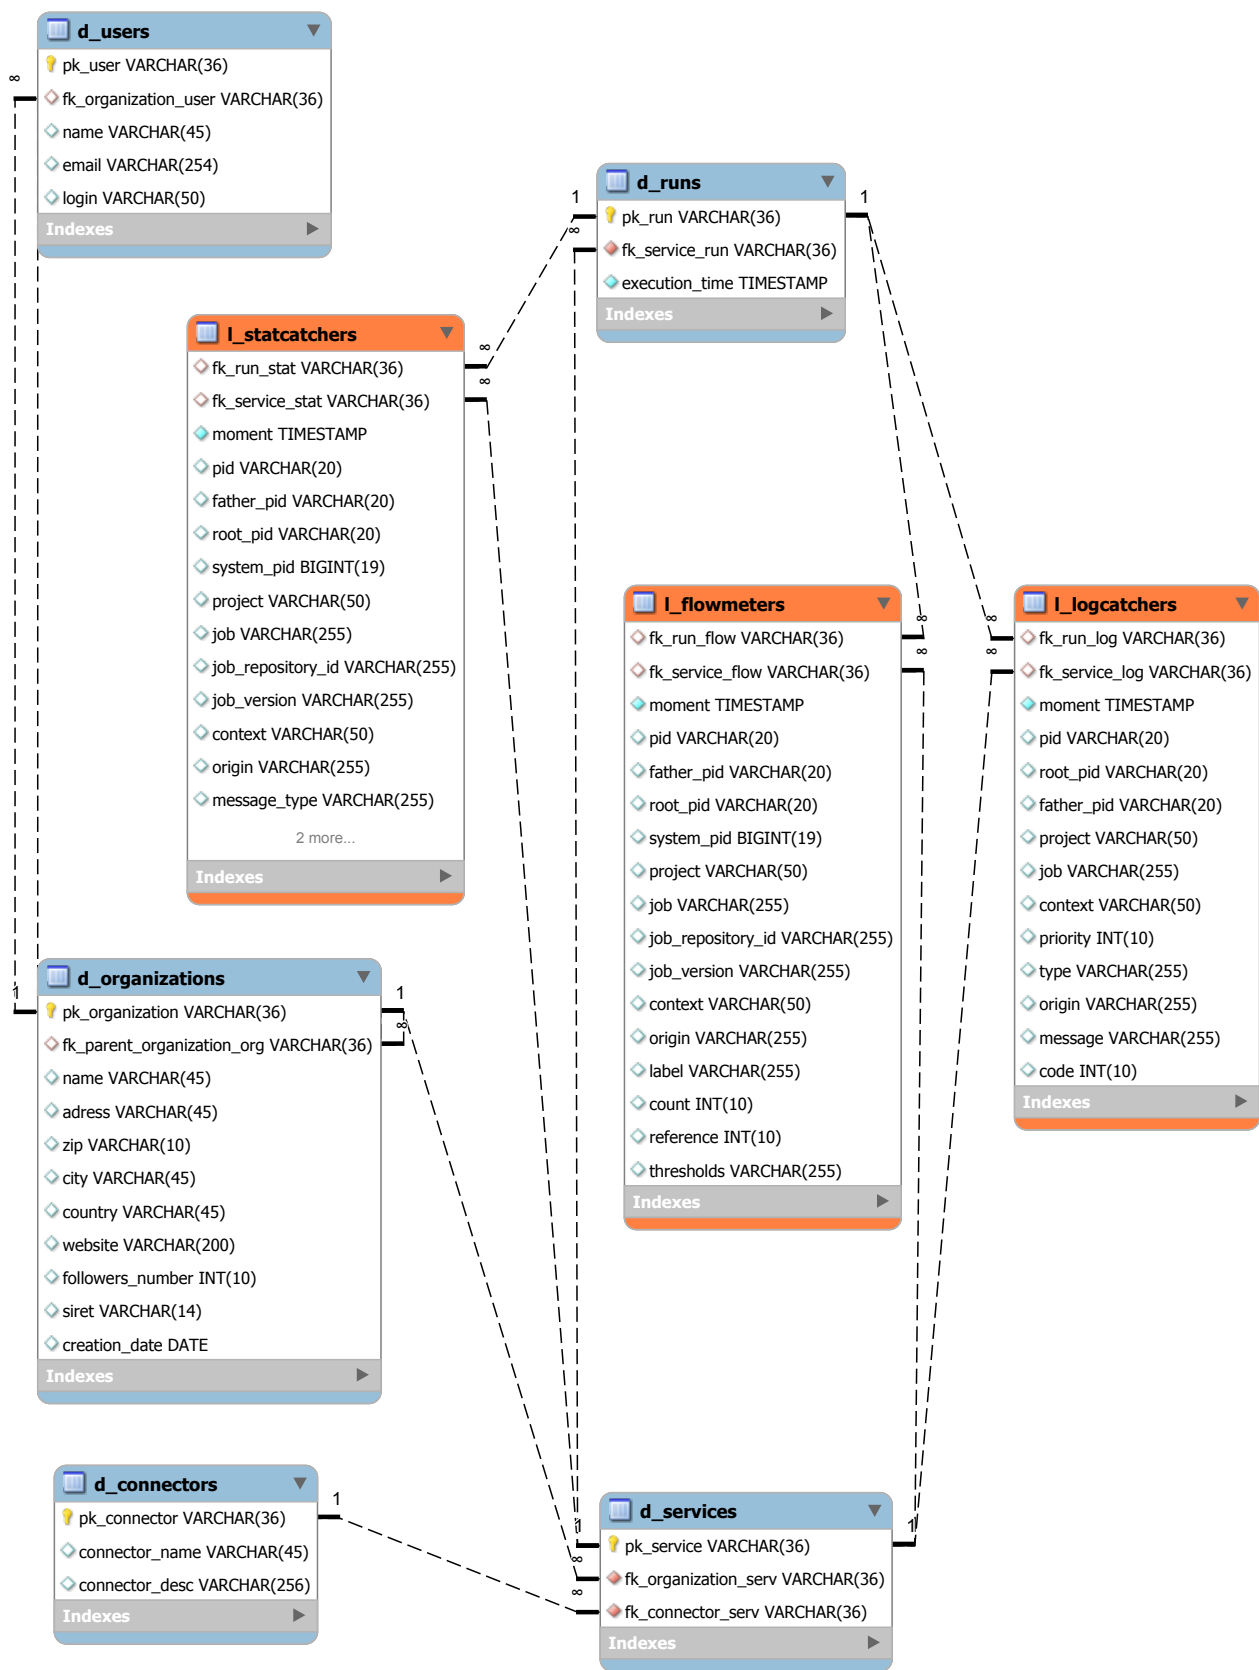 d_users
pk_user VARCHAR(36)
fk_organization_user VARCHAR(36)
name VARCHAR(45)
email VARCHAR(254)
login VARCHAR(50)
Indexes
∞
1
d_runs
pk_run VARCHAR(36)
fk_service_run VARCHAR(36)
execution_time TIMESTAMP
Indexes
1
∞
1
l_statcatchers
fk_run_stat VARCHAR(36)
fk_service_stat VARCHAR(36)
moment TIMESTAMP
pid VARCHAR(20)
father_pid VARCHAR(20)
root_pid VARCHAR(20)
system_pid BIGINT(19)
project VARCHAR(50)
job VARCHAR(255)
job_repository_id VARCHAR(255)
job_version VARCHAR(255)
context VARCHAR(50)
origin VARCHAR(255)
message_type VARCHAR(255)
2 more...
Indexes
∞
∞
l_flowmeters
fk_run_flow VARCHAR(36)
fk_service_flow VARCHAR(36)
moment TIMESTAMP
pid VARCHAR(20)
father_pid VARCHAR(20)
root_pid VARCHAR(20)
system_pid BIGINT(19)
project VARCHAR(50)
job VARCHAR(255)
job_repository_id VARCHAR(255)
job_version VARCHAR(255)
context VARCHAR(50)
origin VARCHAR(255)
label VARCHAR(255)
count INT(10)
reference INT(10)
thresholds VARCHAR(255)
Indexes
∞
∞
l_logcatchers
fk_run_log VARCHAR(36)
fk_service_log VARCHAR(36)
moment TIMESTAMP
pid VARCHAR(20)
root_pid VARCHAR(20)
father_pid VARCHAR(20)
project VARCHAR(50)
job VARCHAR(255)
context VARCHAR(50)
priority INT(10)
type VARCHAR(255)
origin VARCHAR(255)
message VARCHAR(255)
code INT(10)
Indexes
∞
∞
d_organizations
pk_organization VARCHAR(36)
fk_parent_organization_org VARCHAR(36)
name VARCHAR(45)
adress VARCHAR(45)
zip VARCHAR(10)
city VARCHAR(45)
country VARCHAR(45)
website VARCHAR(200)
followers_number INT(10)
siret VARCHAR(14)
creation_date DATE
Indexes
1
∞
d_connectors
pk_connector VARCHAR(36)
connector_name VARCHAR(45)
connector_desc VARCHAR(256)
Indexes
1
d_services
pk_service VARCHAR(36)
fk_organization_serv VARCHAR(36)
fk_connector_serv VARCHAR(36)
Indexes
1
∞
∞
1